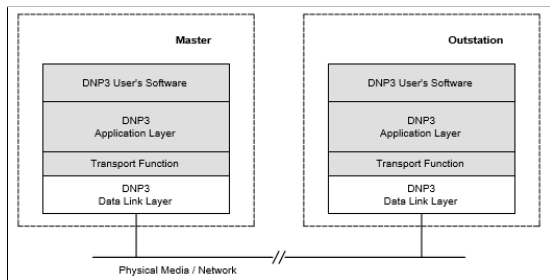 Master
DNP3 User's Software
DNP3
Application Layer
Transport Function
DNP3
Data Link Layer
Outstation
DNP3 User's Software
DNP3
Application Layer
Transport Function
DNP3
Data Link Layer
Physical Media / Network